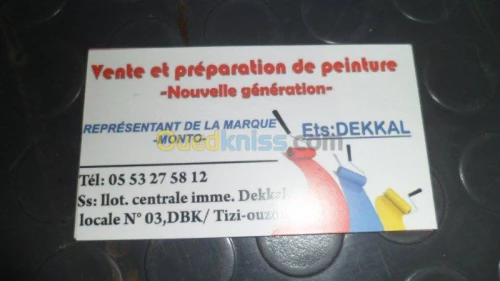 Vente et préparation de peinture
-Nouvelle génération-
REPRÉSENTANT DE LA MARQUE
-MONTO-
Ets:DEKKAL
Ouedkniss.com
Tél: 05 53 27 58 12
Ss: Ilot. centrale imme. Dekkal
locale N° 03,DBK/ Tizi-ouzou